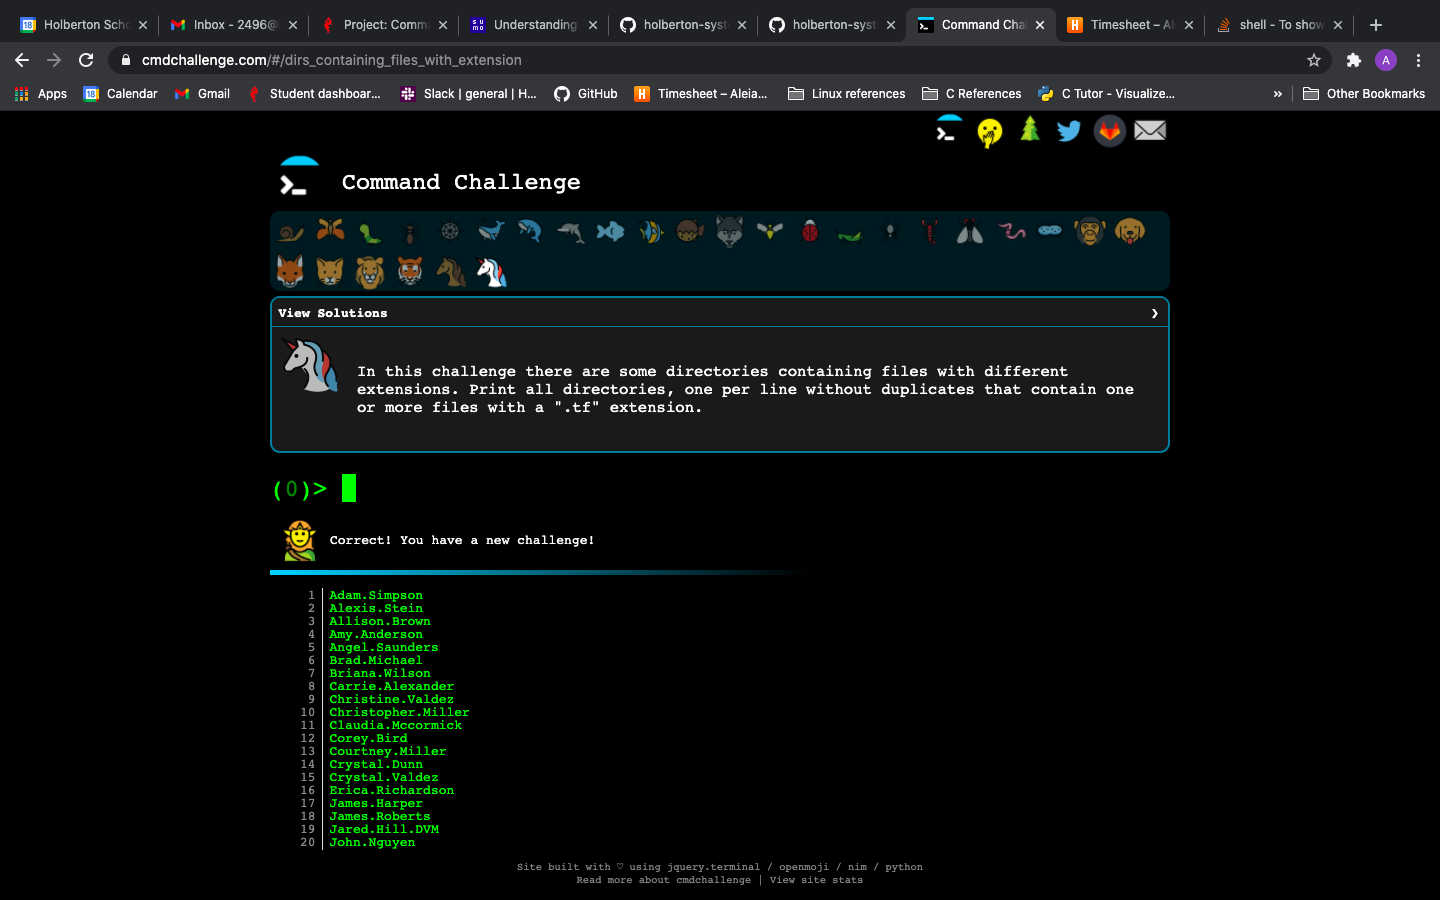 Holberton Scho
Inbox - 2496@
Project: Comma
Understanding
holberton-syst
holberton-syst
Command Chal
Timesheet – Al
shell - To show
cmdchallenge.com/#/dirs_containing_files_with_extension
A
Apps
18 Calendar
Gmail
Student dashboar...
Slack | general | H...
GitHub
H Timesheet – Aleia...
Linux references
C References
C Tutor - Visualize...
»
Other Bookmarks
Command Challenge
View Solutions ❯
In this challenge there are some directories containing files with different
extensions. Print all directories, one per line without duplicates that contain one
or more files with a ".tf" extension.
(0)>
Correct! You have a new challenge!
1 Adam.Simpson
2 Alexis.Stein
3 Allison.Brown
4 Amy.Anderson
5 Angel.Saunders
6 Brad.Michael
7 Briana.Wilson
8 Carrie.Alexander
9 Christine.Valdez
10 Christopher.Miller
11 Claudia.Mccormick
12 Corey.Bird
13 Courtney.Miller
14 Crystal.Dunn
15 Crystal.Valdez
16 Erica.Richardson
17 James.Harper
18 James.Roberts
19 Jared.Hill.DVM
20 John.Nguyen
Site built with ♡ using jquery.terminal / openmoji / nim / python
Read more about cmdchallenge | View site stats